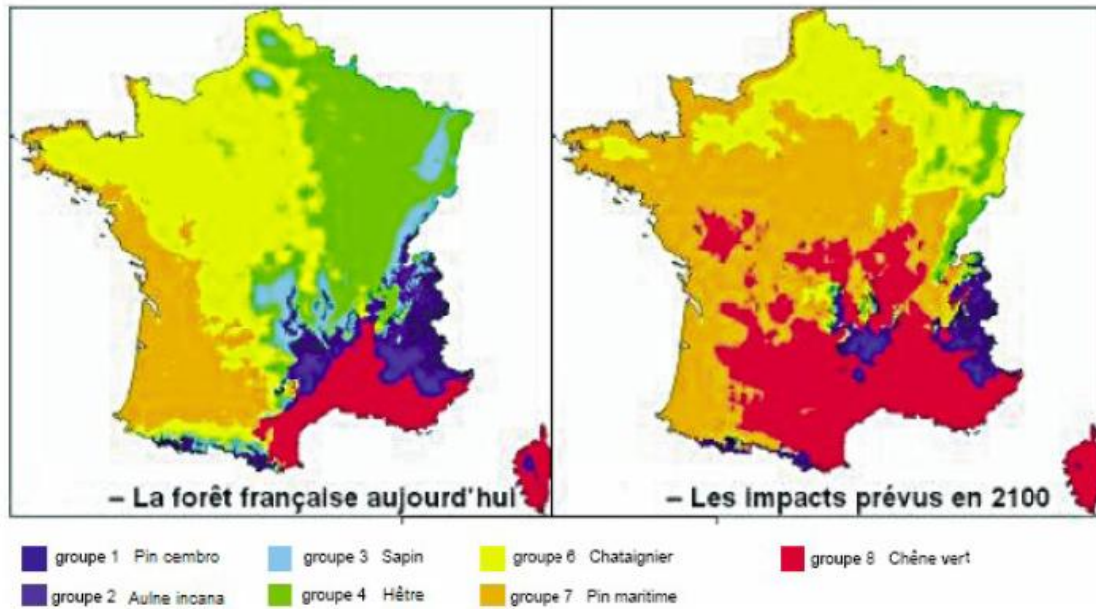 – La forêt française aujourd'hui
– Les impacts prévus en 2100
groupe 1 Pin cembro
groupe 3 Sapin
groupe 6 Chataignier
groupe 8 Chêne vert
groupe 2 Aulne incana
groupe 4 Hêtre
groupe 7 Pin maritime